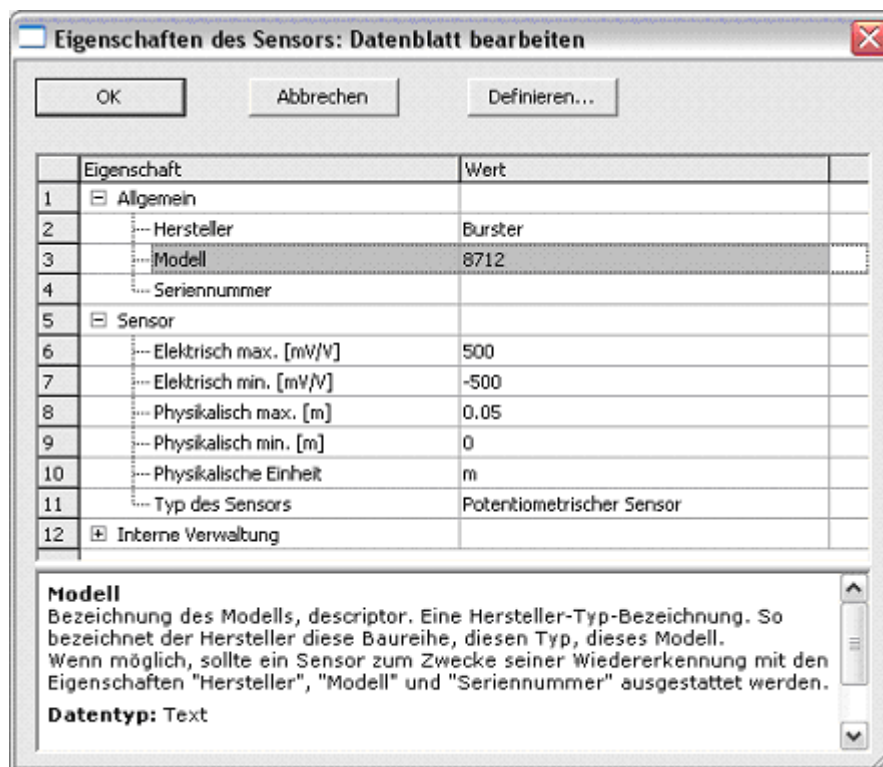 Eigenschaften des Sensors: Datenblatt bearbeiten
OK Abbrechen Definieren...
Eigenschaft Wert
1 Allgemein
2 Hersteller Burster
3 Modell 8712
4 Seriennummer
5 Sensor
6 Elektrisch max. [mV/V] 500
7 Elektrisch min. [mV/V] -500
8 Physikalisch max. [m] 0.05
9 Physikalisch min. [m] 0
10 Physikalische Einheit m
11 Typ des Sensors Potentiometrischer Sensor
12 Interne Verwaltung
Modell
Bezeichnung des Modells, descriptor. Eine Hersteller-Typ-Bezeichnung. So
bezeichnet der Hersteller diese Baureihe, diesen Typ, dieses Modell.
Wenn möglich, sollte ein Sensor zum Zwecke seiner Wiedererkennung mit den
Eigenschaften "Hersteller", "Modell" und "Seriennummer" ausgestattet werden.
Datentyp: Text